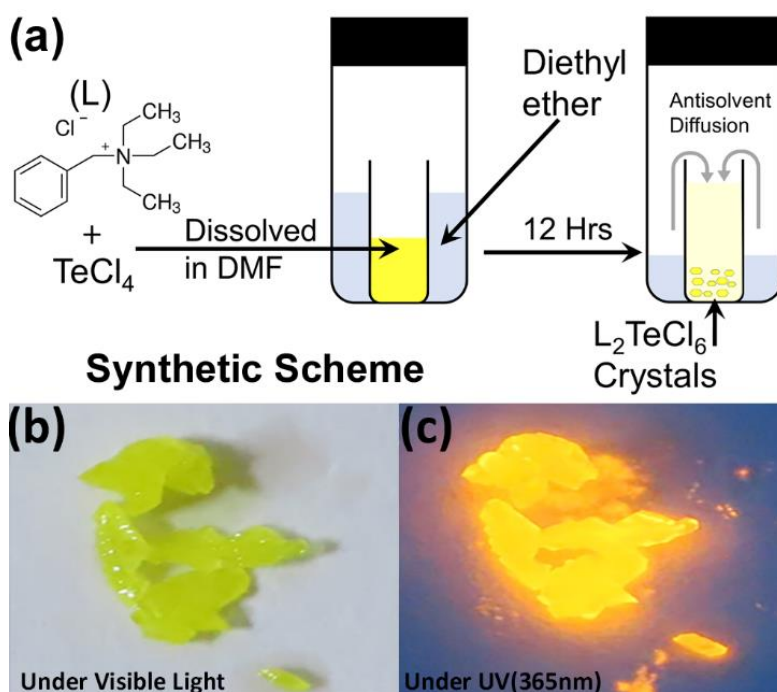 (a)
(L)
Cl⁻
CH₃
N⁺
CH₃
CH₃
+
TeCl₄
Dissolved
in DMF
Diethyl
ether
12 Hrs
Antisolvent
Diffusion
L₂TeCl₆
Crystals
Synthetic Scheme
(b)
Under Visible Light
(c)
Under UV(365nm)